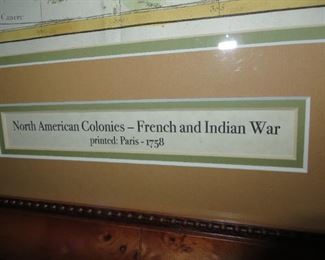 North American Colonies – French and Indian War
printed: Paris - 1758